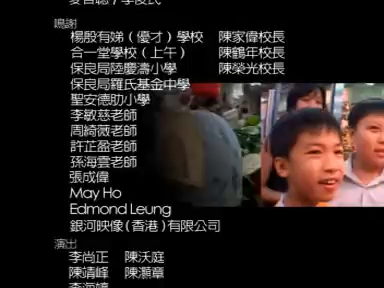 鳴謝
楊殷有娣（優才）學校 陳家偉校長
合一堂學校（上午） 陳鶴年校長
保良局陸慶濤小學 陳榮光校長
保良局羅氏基金中學
聖安德肋小學
李敏慈老師
周綺薇老師
許芷盈老師
孫海雲老師
張成偉
May Ho
Edmond Leung
銀河映像（香港）有限公司
演出
李尚正 陳沃庭
陳靖峰 陳灝章